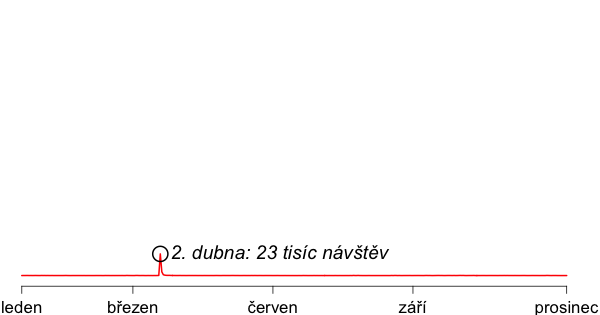 2. dubna: 23 tisíc návštěv
leden březen červen září prosinec